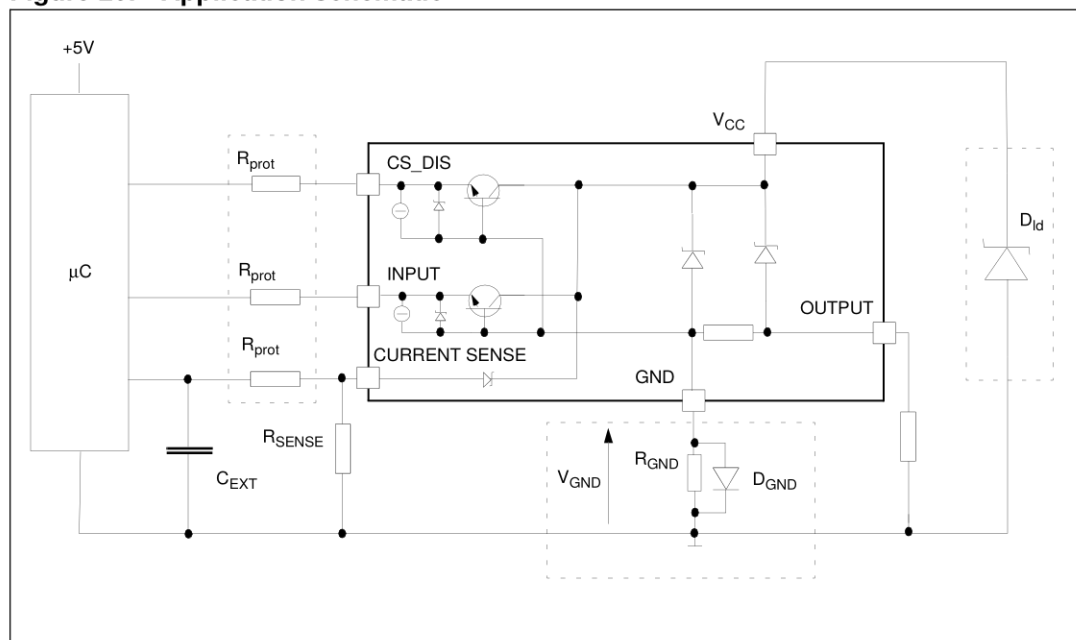 Figure Application schematic
+5V
V_CC
R_prot
CS_DIS
D_ld
μC
R_prot
INPUT
OUTPUT
R_prot
CURRENT SENSE
GND
R_SENSE
R_GND
V_GND
D_GND
C_EXT